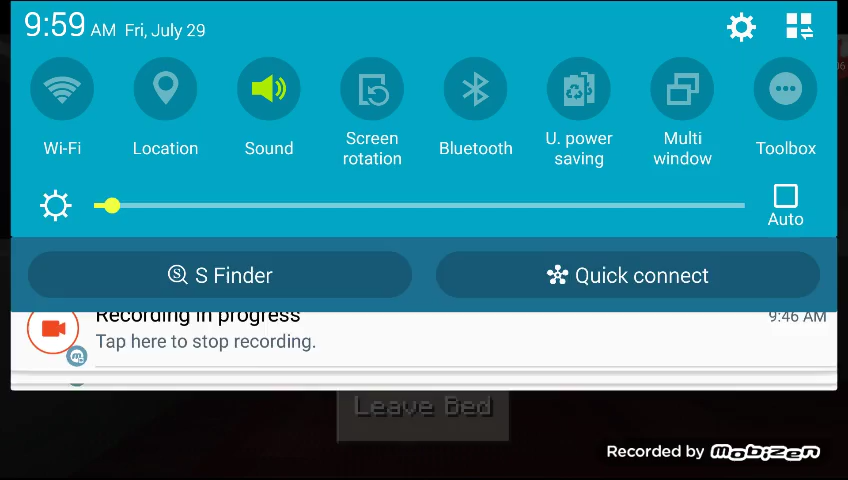 9:59 AM Fri, July 29
Wi-Fi
Location
Sound
Screen
rotation
Bluetooth
U. power
saving
Multi
window
Toolbox
Auto
S Finder
Quick connect
Recording in progress 9:46 AM
Tap here to stop recording.
Leave Bed
Recorded by mobizen